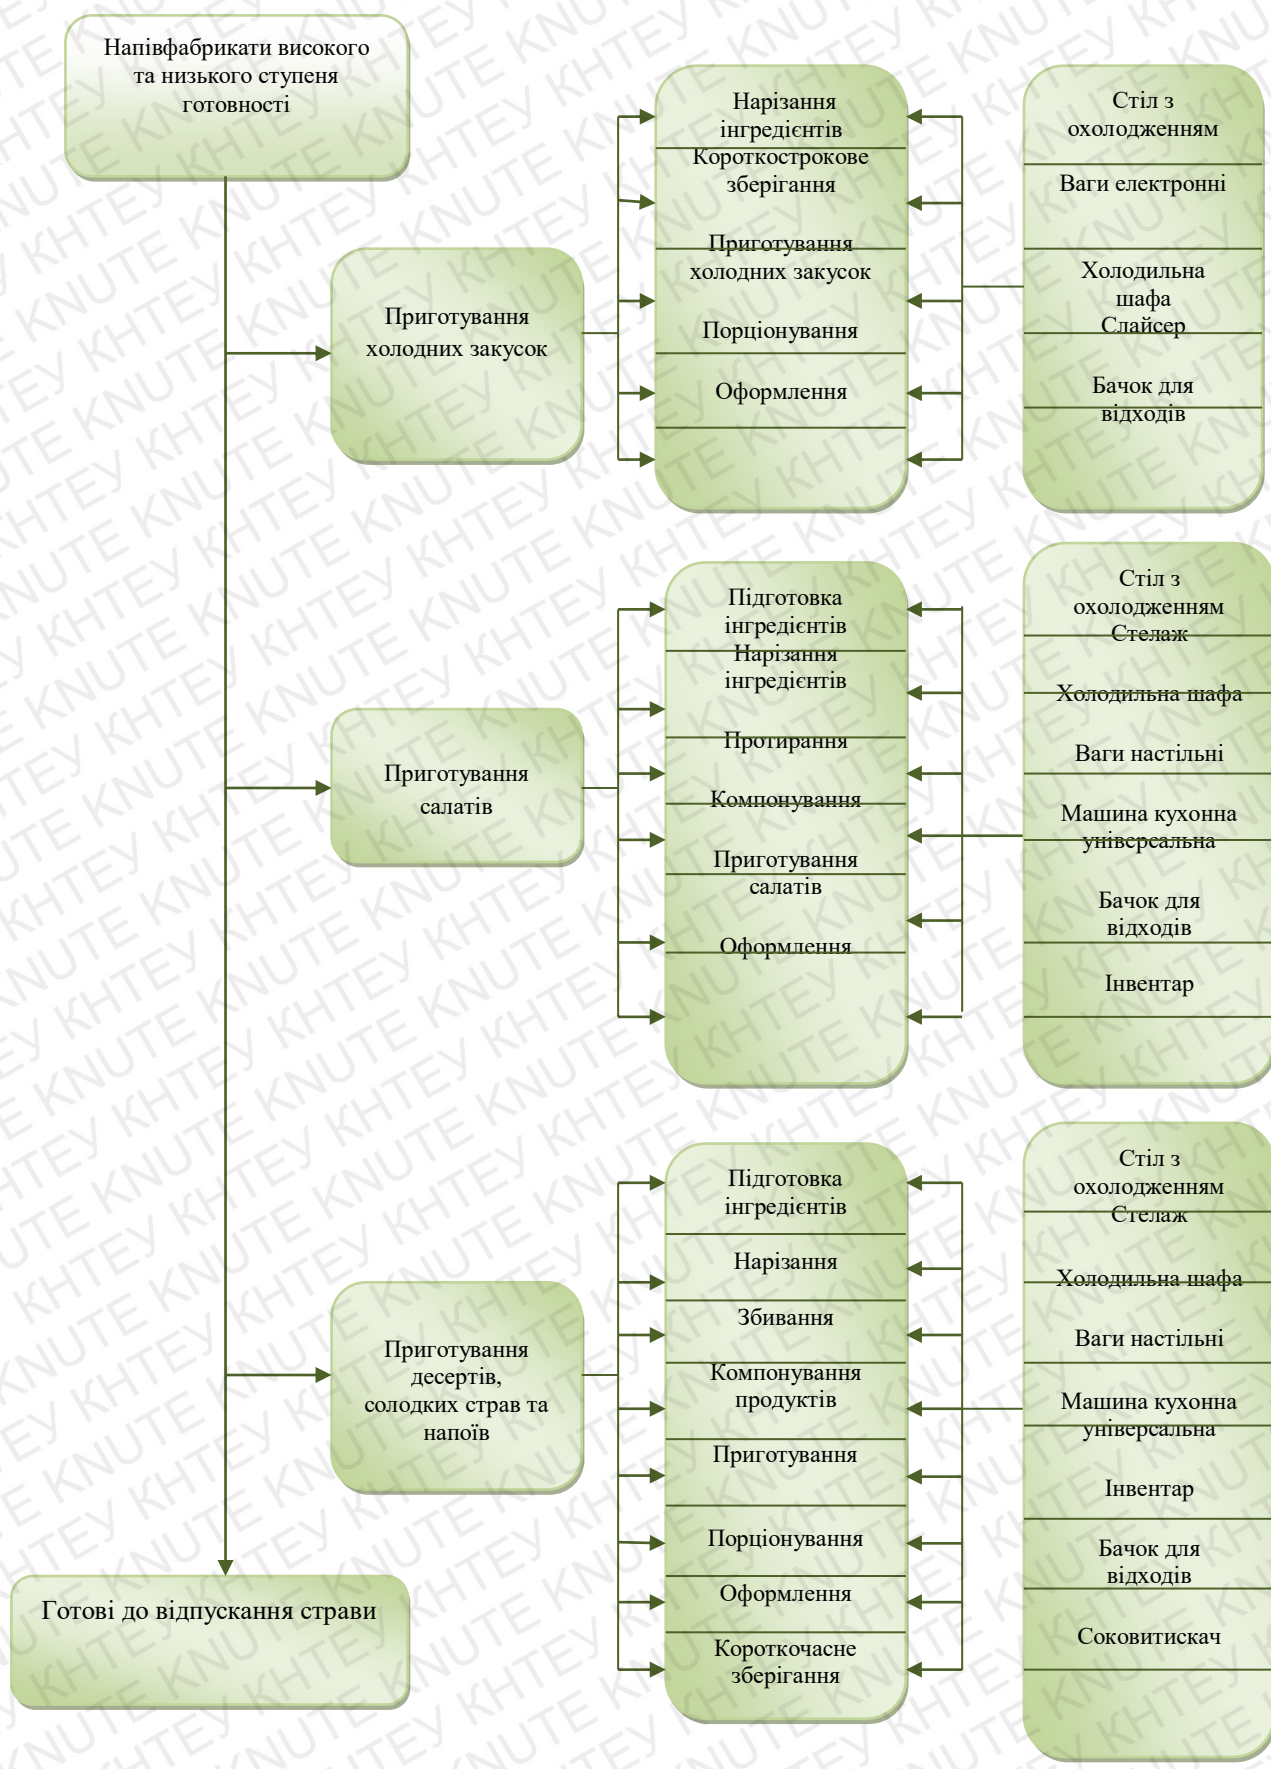 Напівфабрикати високого
та низького ступеня
готовності
Приготування
холодних закусок
Нарізання
інгредієнтів
Короткострокове
зберігання
Приготування
холодних закусок
Порціонування
Оформлення
Стіл з
охолодженням
Ваги електронні
Холодильна
шафа
Слайсер
Бачок для
відходів
Приготування
салатів
Підготовка
інгредієнтів
Нарізання
інгредієнтів
Протирання
Компонування
Приготування
салатів
Оформлення
Стіл з
охолодженням
Стелаж
Холодильна шафа
Ваги настільні
Машина кухонна
універсальна
Бачок для
відходів
Інвентар
Приготування
десертів,
солодких страв та
напоїв
Підготовка
інгредієнтів
Нарізання
Збивання
Компонування
продуктів
Приготування
Порціонування
Оформлення
Короткочасне
зберігання
Стіл з
охолодженням
Стелаж
Холодильна шафа
Ваги настільні
Машина кухонна
універсальна
Інвентар
Бачок для
відходів
Соковитискач
Готові до відпускання страви